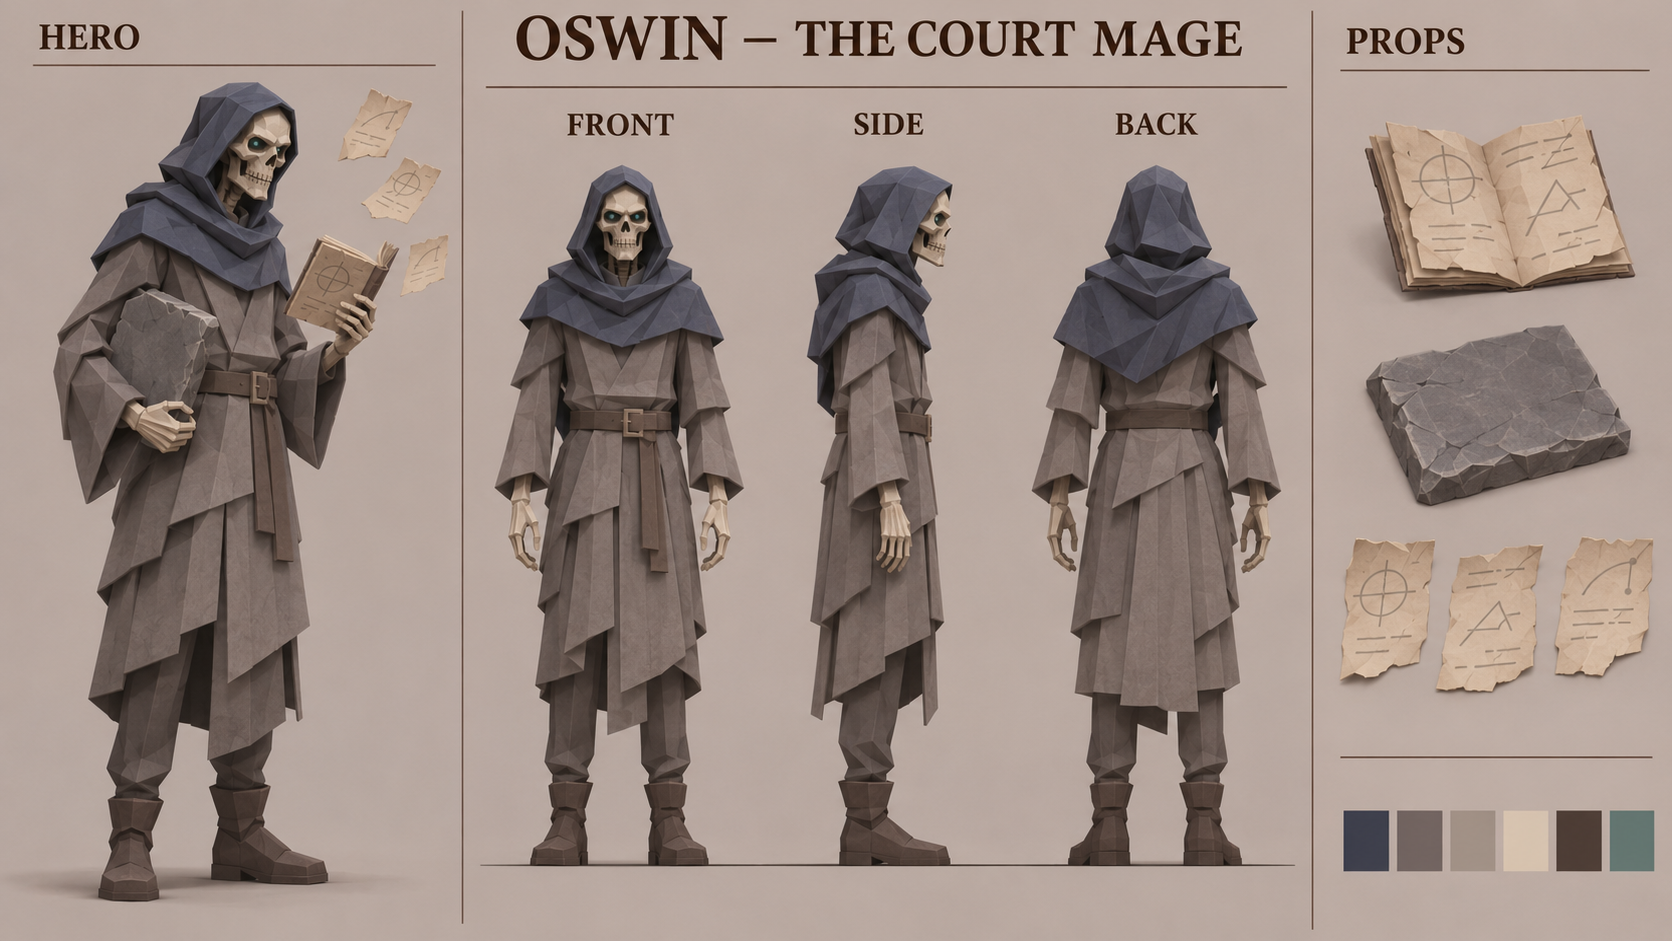 HERO
OSWIN – THE COURT MAGE
FRONT
SIDE
BACK
PROPS